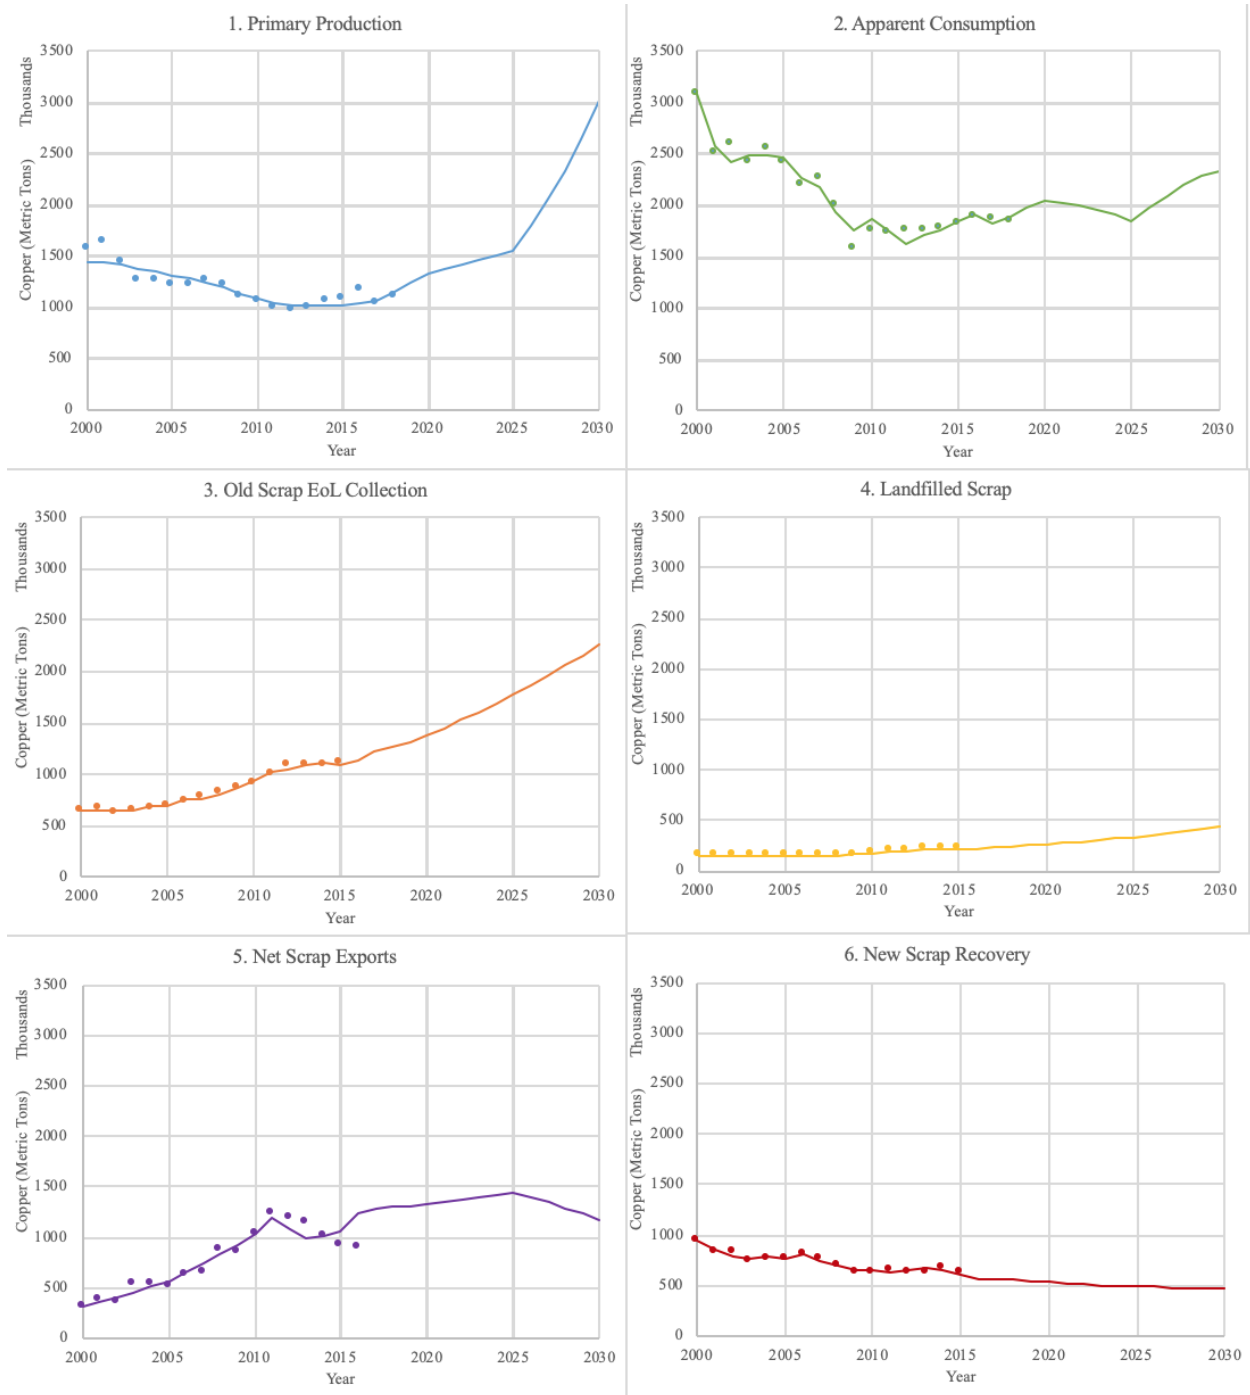 1. Primary Production
Thousands
Copper (Metric Tons)
3500
3000
2500
2000
1500
1000
500
0
2000 2005 2010 2015 2020 2025 2030
Year
2. Apparent Consumption
Thousands
Copper (Metric Tons)
3500
3000
2500
2000
1500
1000
500
0
2000 2005 2010 2015 2020 2025 2030
Year
3. Old Scrap EoL Collection
Thousands
Copper (Metric Tons)
3500
3000
2500
2000
1500
1000
500
0
2000 2005 2010 2015 2020 2025 2030
Year
4. Landfilled Scrap
Thousands
Copper (Metric Tons)
3500
3000
2500
2000
1500
1000
500
0
2000 2005 2010 2015 2020 2025 2030
Year
5. Net Scrap Exports
Thousands
Copper (Metric Tons)
3500
3000
2500
2000
1500
1000
500
0
2000 2005 2010 2015 2020 2025 2030
Year
6. New Scrap Recovery
Thousands
Copper (Metric Tons)
3500
3000
2500
2000
1500
1000
500
0
2000 2005 2010 2015 2020 2025 2030
Year